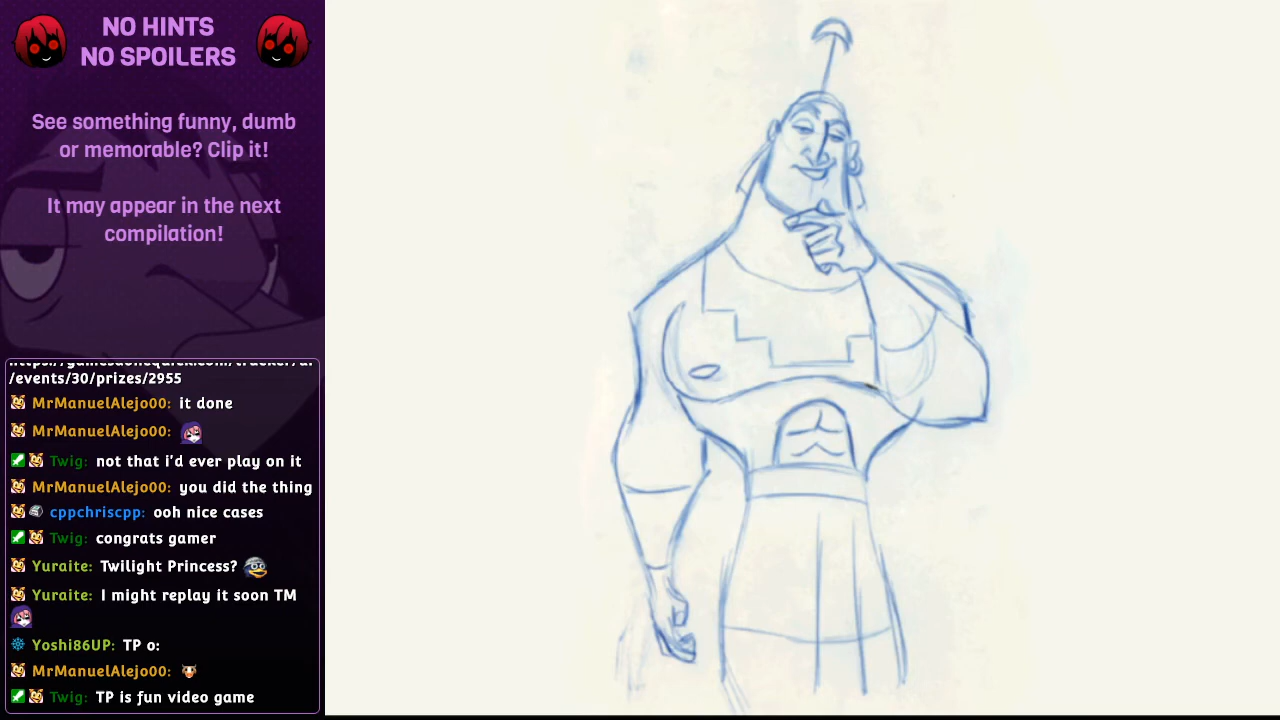 NO HINTS
NO SPOILERS
See something funny, dumb
or memorable? Clip it!
It may appear in the next
compilation!
/events/30/prizes/2955
MrManuelAlejo00: it done
MrManuelAlejo00:
Twig: not that i'd ever play on it
MrManuelAlejo00: you did the thing
cppchriscpp: ooh nice cases
Twig: congrats gamer
Yuraite: Twilight Princess?
Yuraite: I might replay it soon TM
Yoshi86UP: TP o:
MrManuelAlejo00:
Twig: TP is fun video game